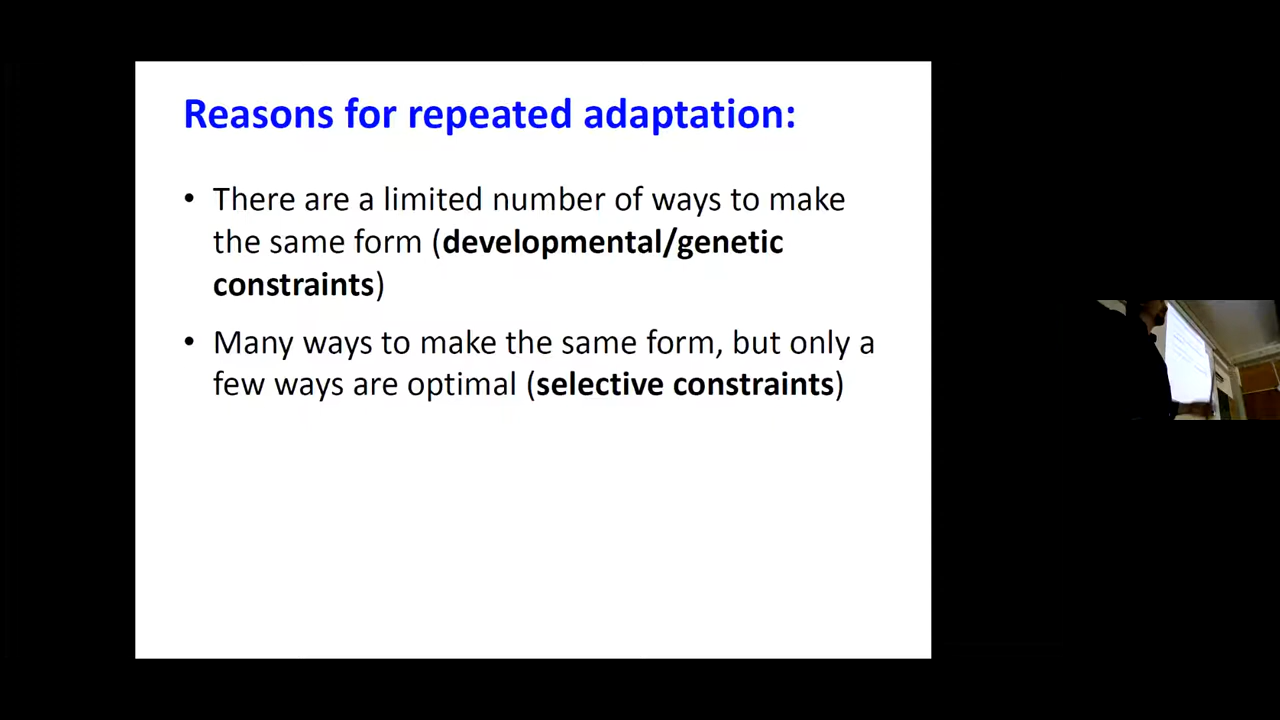 Reasons for repeated adaptation:
• There are a limited number of ways to make
the same form (developmental/genetic
constraints)
• Many ways to make the same form, but only a
few ways are optimal (selective constraints)